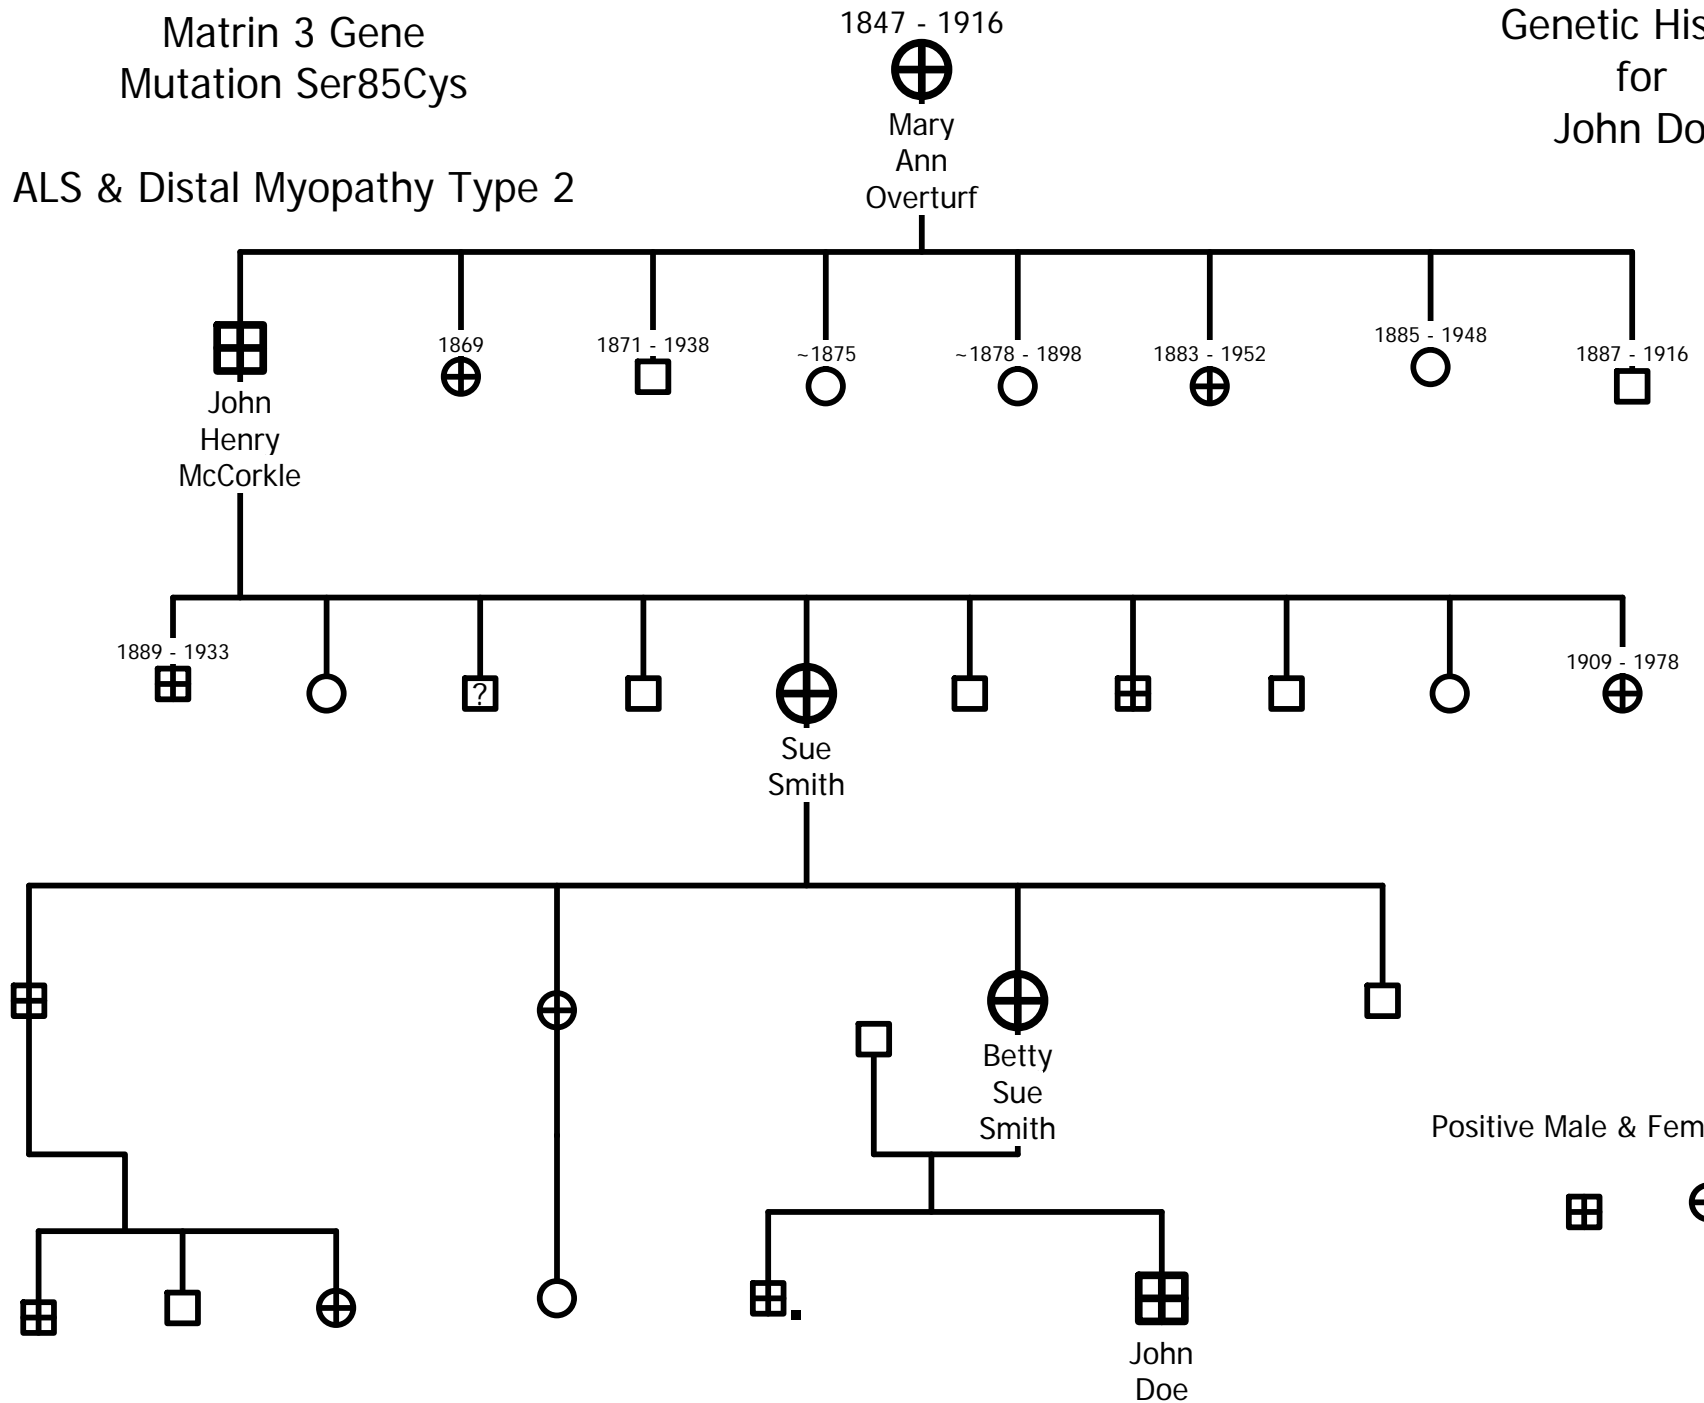 Matrin 3 Gene
Mutation Ser85Cys
ALS & Distal Myopathy Type 2
1847 - 1916
Mary
Ann
Overturf
Genetic His
for
John Do
John
Henry
McCorkle
1869
1871 - 1938
~1875
~1878 - 1898
1883 - 1952
1885 - 1948
1887 - 1916
1889 - 1933
?
Sue
Smith
1909 - 1978
Betty
Sue
Smith
Positive Male & Fem
John
Doe